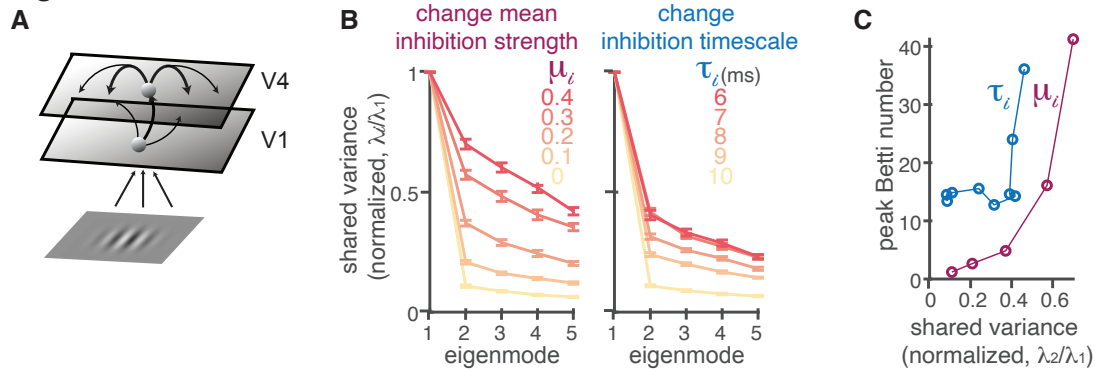 A
V4
V1
B
change mean
inhibition strength
μi
0.4
0.3
0.2
0.1
0
change
inhibition timescale
τi(ms)
6
7
8
9
10
shared variance
(normalized, λi/λ1)
1
0.5
0
1 2 3 4 5
eigenmode
1 2 3 4 5
eigenmode
C
peak Betti number
40
30
20
10
0
τi
μi
0 0.2 0.4 0.6
shared variance
(normalized, λ2/λ1)